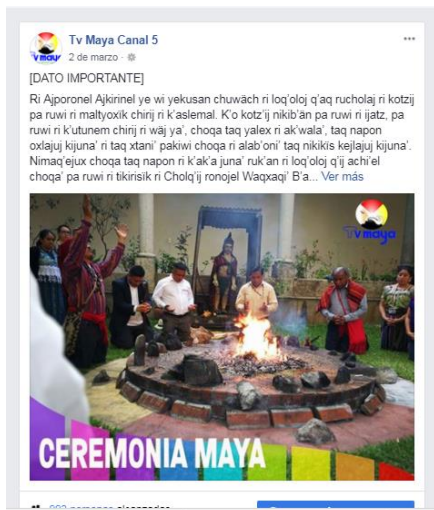 Tv Maya Canal 5
2 de marzo ·
[DATO IMPORTANTE]
Ri Ajporonel Ajkirinel ye wi yekusan chuwäch ri loq'oloj q'aq rucholaj ri kotzij
pa ruwi ri maltyoxïk chirij ri k'aslemal. K'o kotz'ij nikib'än pa ruwi ri ijatz, pa
ruwi ri k'utunem chirij ri wäj ya', choqa taq yalex ri ak'wala', taq napon
oxlajuj kijuna' ri taq xtani' pakiwi choqa ri alab'oni' taq nikikïs kejlajuj kijuna'.
Nimaq'ejux choqa taq napon ri k'ak'a juna' ruk'an ri loq'oloj q'ij achi'el
choqa' pa ruwi ri tikirisïk ri Cholq'ij ronojel Waqxaqi' B'a... Ver más
Tv maya
CEREMONIA MAYA